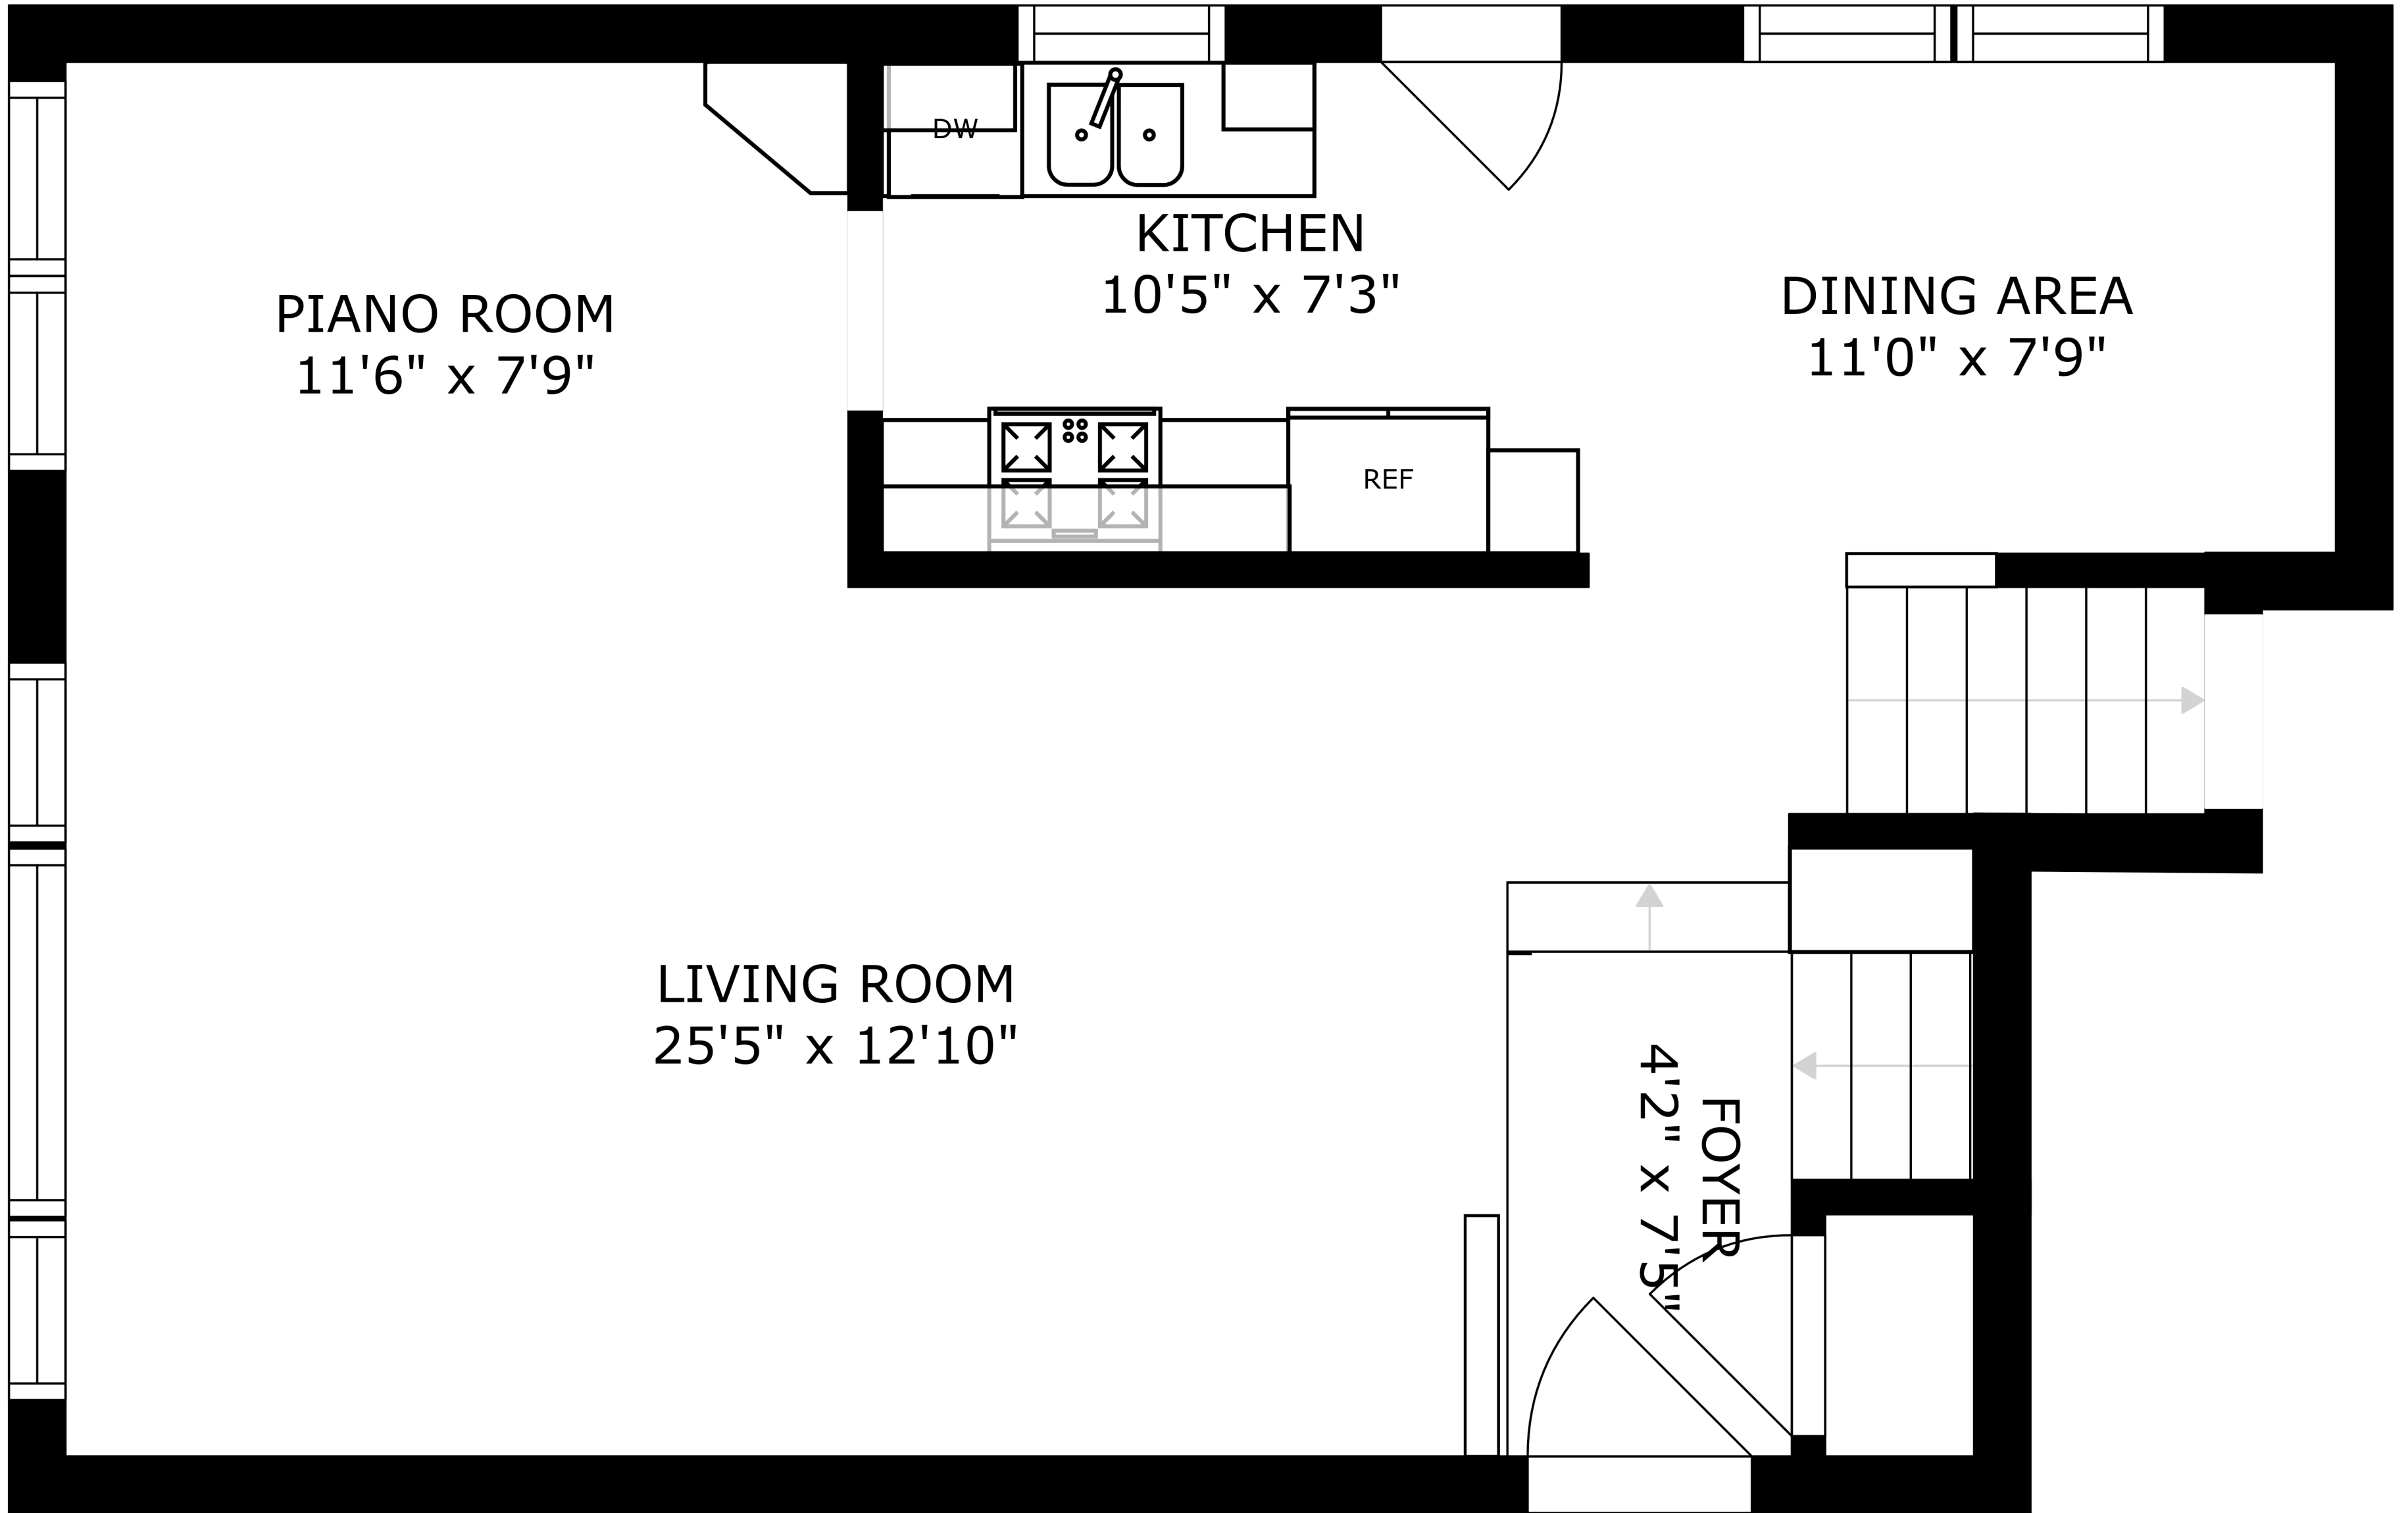 DW
KITCHEN
10'5" x 7'3"
PIANO ROOM
11'6" x 7'9"
DINING AREA
11'0" x 7'9"
REF
LIVING ROOM
25'5" x 12'10"
FOYER
4'2" x 7'5"